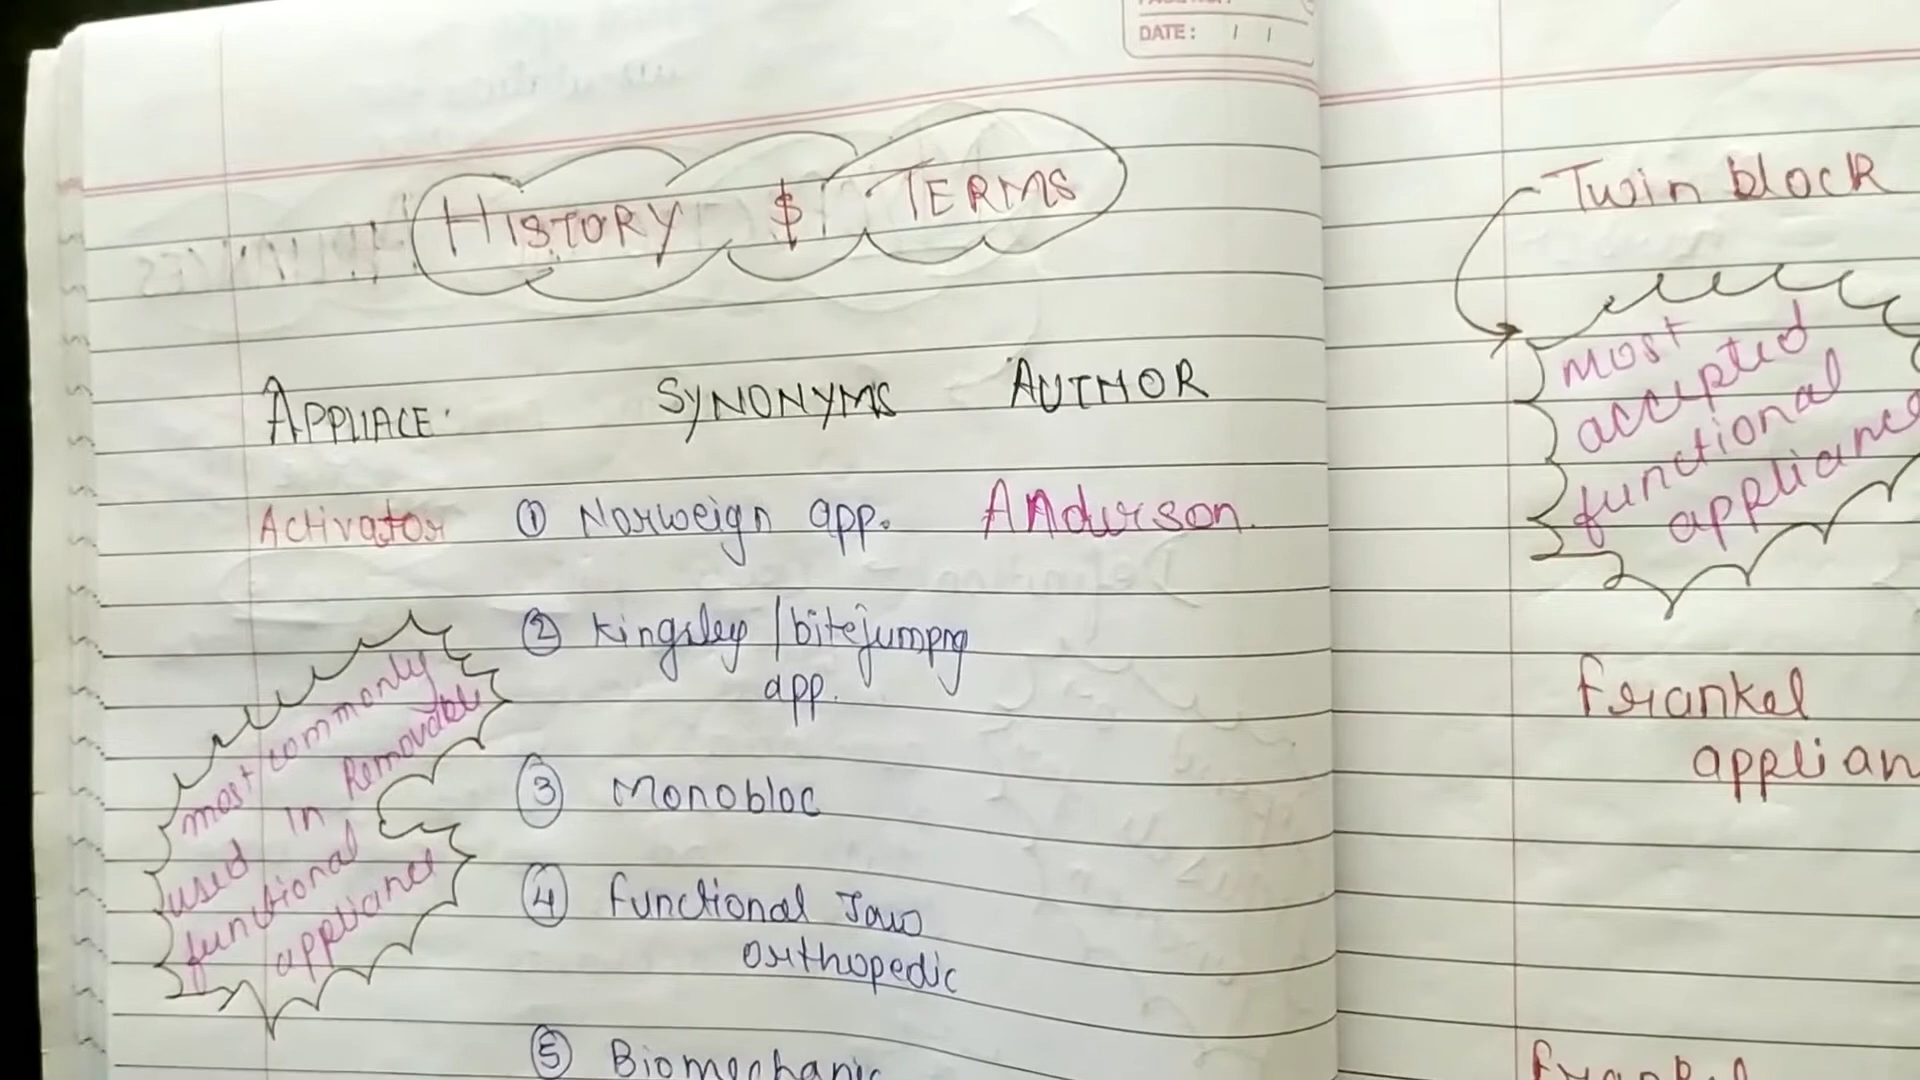 DATE: / /
HISTORY $ TERMS
APPLIACE: SYNONYMS AUTHOR
Activator ① Norweign app. Anderson.
② Kingsley / bitejumpng
app.
③ Monobloc
④ functional Jaw
orthopedic
⑤ Biomechanic
most commonly
used in Removable
functional
appliance
Twin block
most
accepted
functional
appliance
frankel
applian